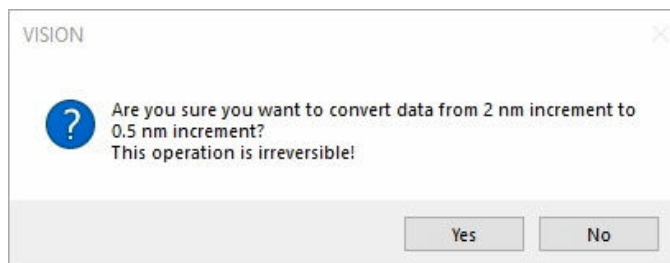 VISION
Are you sure you want to convert data from 2 nm increment to
0.5 nm increment?
This operation is irreversible!
Yes
No